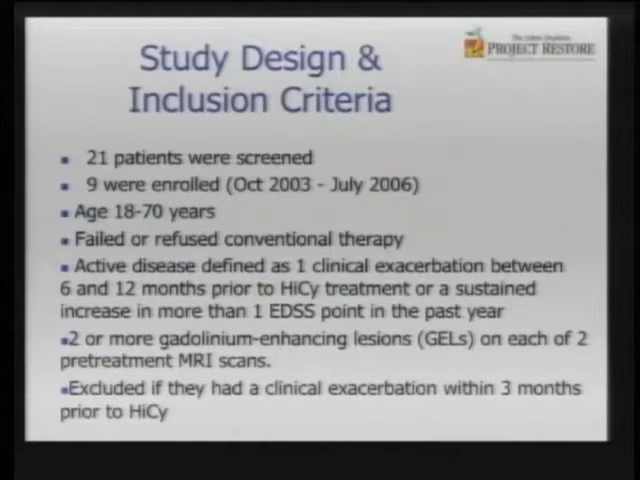 The Johns Hopkins
PROJECT RESTORE
Study Design &
Inclusion Criteria
▪ 21 patients were screened
▪ 9 were enrolled (Oct 2003 - July 2006)
▪ Age 18-70 years
▪ Failed or refused conventional therapy
▪ Active disease defined as 1 clinical exacerbation between
6 and 12 months prior to HiCy treatment or a sustained
increase in more than 1 EDSS point in the past year
▪2 or more gadolinium-enhancing lesions (GELs) on each of 2
pretreatment MRI scans.
▪Excluded if they had a clinical exacerbation within 3 months
prior to HiCy